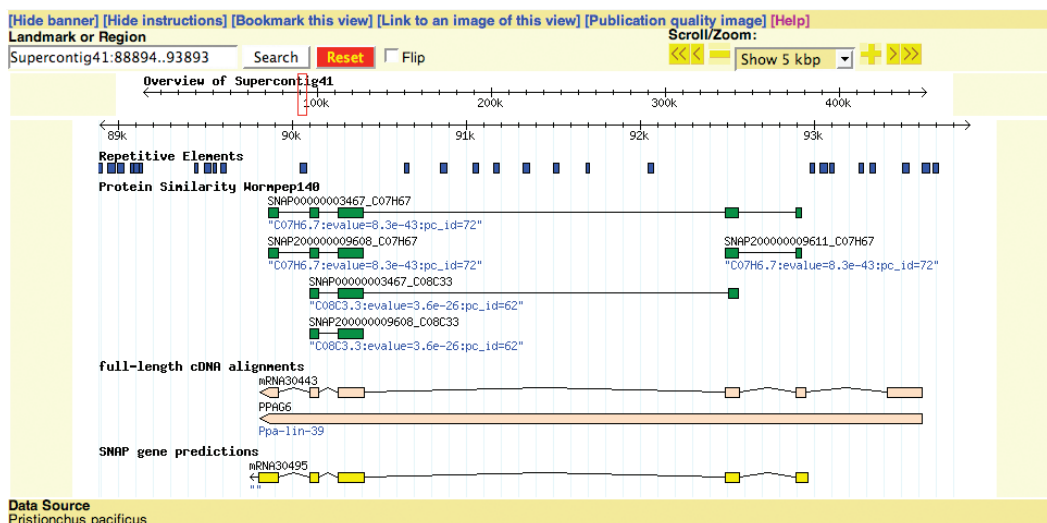 [Hide banner] [Hide instructions] [Bookmark this view] [Link to an image of this view] [Publication quality image] [Help]
Landmark or Region
Scroll/Zoom:
Supercontig41:88894..93893 Search Reset Flip
<< < − Show 5 kbp + > >>
Overview of Supercontig41
100k 200k 300k 400k
89k 90k 91k 92k 93k
Repetitive Elements
Protein Similarity Wormpep140
SNAP00000003467_C07H67
"C07H6.7:evalue=8.3e-43:pc_id=72"
SNAP200000009608_C07H67 SNAP200000009611_C07H67
"C07H6.7:evalue=8.3e-43:pc_id=72" "C07H6.7:evalue=8.3e-43:pc_id=72"
SNAP00000003467_C08C33
"C08C3.3:evalue=3.6e-26:pc_id=62"
SNAP200000009608_C08C33
"C08C3.3:evalue=3.6e-26:pc_id=62"
full-length cDNA alignments
mRNA30443
PPAG6
Ppa-lin-39
SNAP gene predictions
mRNA30495
""
Data Source
Pristionchus pacificus